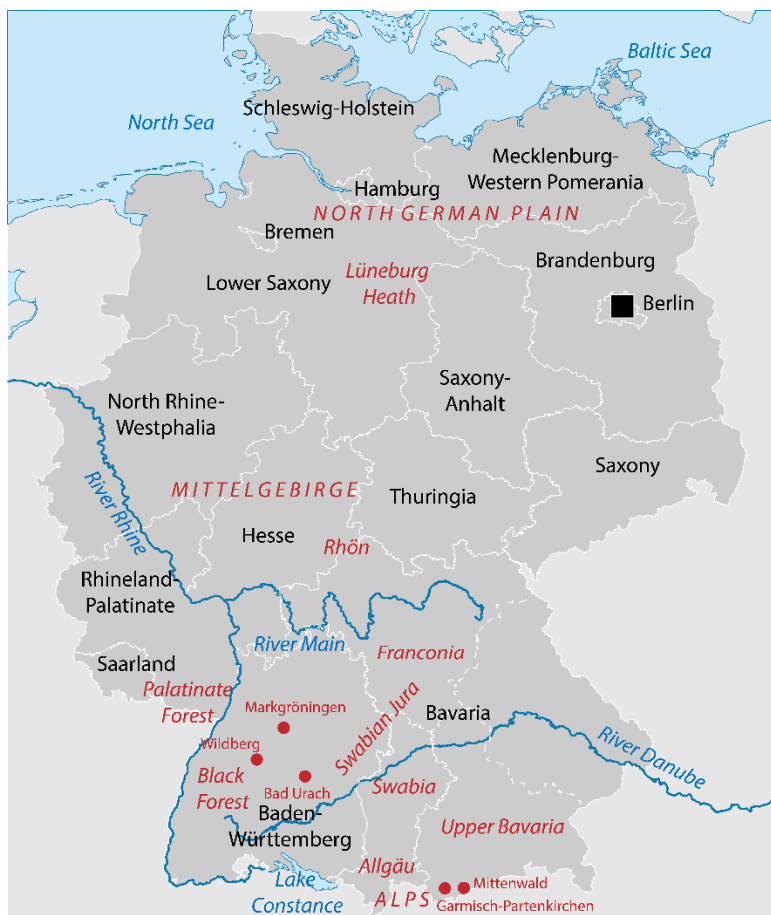 Baltic Sea
Schleswig-Holstein
North Sea
Mecklenburg-
Western Pomerania
Hamburg
NORTH GERMAN PLAIN
Bremen
Brandenburg
Lüneburg
Heath
Lower Saxony
Berlin
Saxony-
Anhalt
North Rhine-
Westphalia
Saxony
MITTELGEBIRGE
Thuringia
River Rhine
Hesse
Rhön
Rhineland-
Palatinate
River Main
Franconia
Saarland
Palatinate
Forest
Markgröningen
Bavaria
Swabian Jura
Wildberg
River Danube
Black
Forest
Bad Urach
Swabia
Baden-
Württemberg
Upper Bavaria
Allgäu
Lake
Constance
ALPS
Mittenwald
Garmisch-Partenkirchen